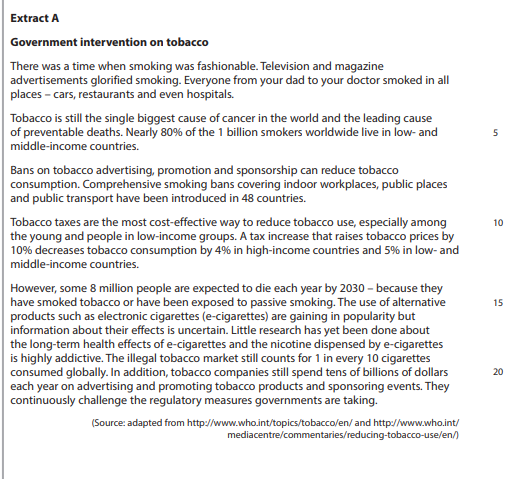 Extract A
Government intervention on tobacco
There was a time when smoking was fashionable. Television and magazine
advertisements glorified smoking. Everyone from your dad to your doctor smoked in all
places – cars, restaurants and even hospitals.
Tobacco is still the single biggest cause of cancer in the world and the leading cause
of preventable deaths. Nearly 80% of the 1 billion smokers worldwide live in low- and 5
middle-income countries.
Bans on tobacco advertising, promotion and sponsorship can reduce tobacco
consumption. Comprehensive smoking bans covering indoor workplaces, public places
and public transport have been introduced in 48 countries.
Tobacco taxes are the most cost-effective way to reduce tobacco use, especially among 10
the young and people in low-income groups. A tax increase that raises tobacco prices by
10% decreases tobacco consumption by 4% in high-income countries and 5% in low- and
middle-income countries.
However, some 8 million people are expected to die each year by 2030 – because they
have smoked tobacco or have been exposed to passive smoking. The use of alternative 15
products such as electronic cigarettes (e-cigarettes) are gaining in popularity but
information about their effects is uncertain. Little research has yet been done about
the long-term health effects of e-cigarettes and the nicotine dispensed by e-cigarettes
is highly addictive. The illegal tobacco market still counts for 1 in every 10 cigarettes
consumed globally. In addition, tobacco companies still spend tens of billions of dollars 20
each year on advertising and promoting tobacco products and sponsoring events. They
continuously challenge the regulatory measures governments are taking.
(Source: adapted from http://www.who.int/topics/tobacco/en/ and http://www.who.int/
mediacentre/commentaries/reducing-tobacco-use/en/)